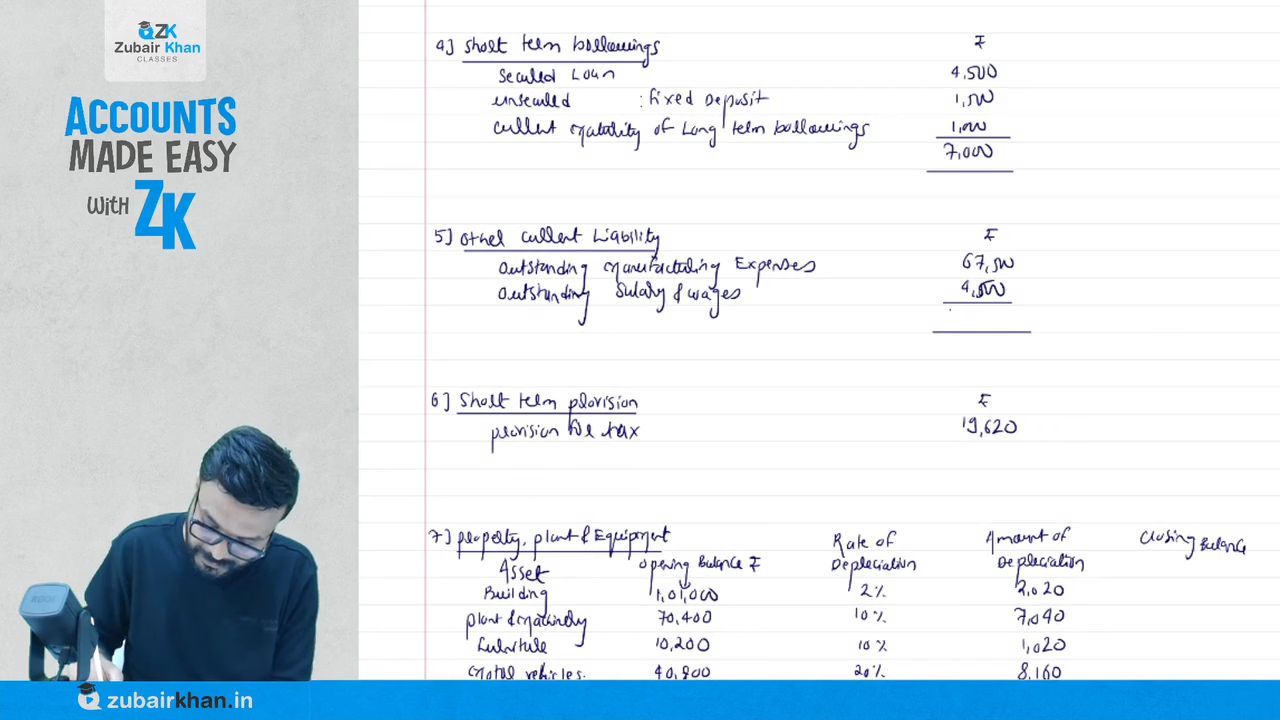 ZK
Zubair Khan
CLASSES
ACCOUNTS
MADE EASY
WITH ZK
4] Short term borrowings ₹
Secured Loan 4,500
unsecured : Fixed Deposit 1,500
Current maturity of Long term borrowings 1,000
7,000
5] Other Current Liability ₹
Outstanding manufacturing Expenses 67,500
Outstanding Salary & wages 4,500
6] Short term provision ₹
provision for tax 19,620
7] Property, plant & Equipment Rate of Amount of Closing Balance
Asset Opening Balance ₹ Depreciation Depreciation
Building 1,01,000 2% 2,020
plant & machinery 70,400 10% 7,040
Furniture 10,200 10% 1,020
motor vehicles. 40,800 20% 8,160
zubairkhan.in